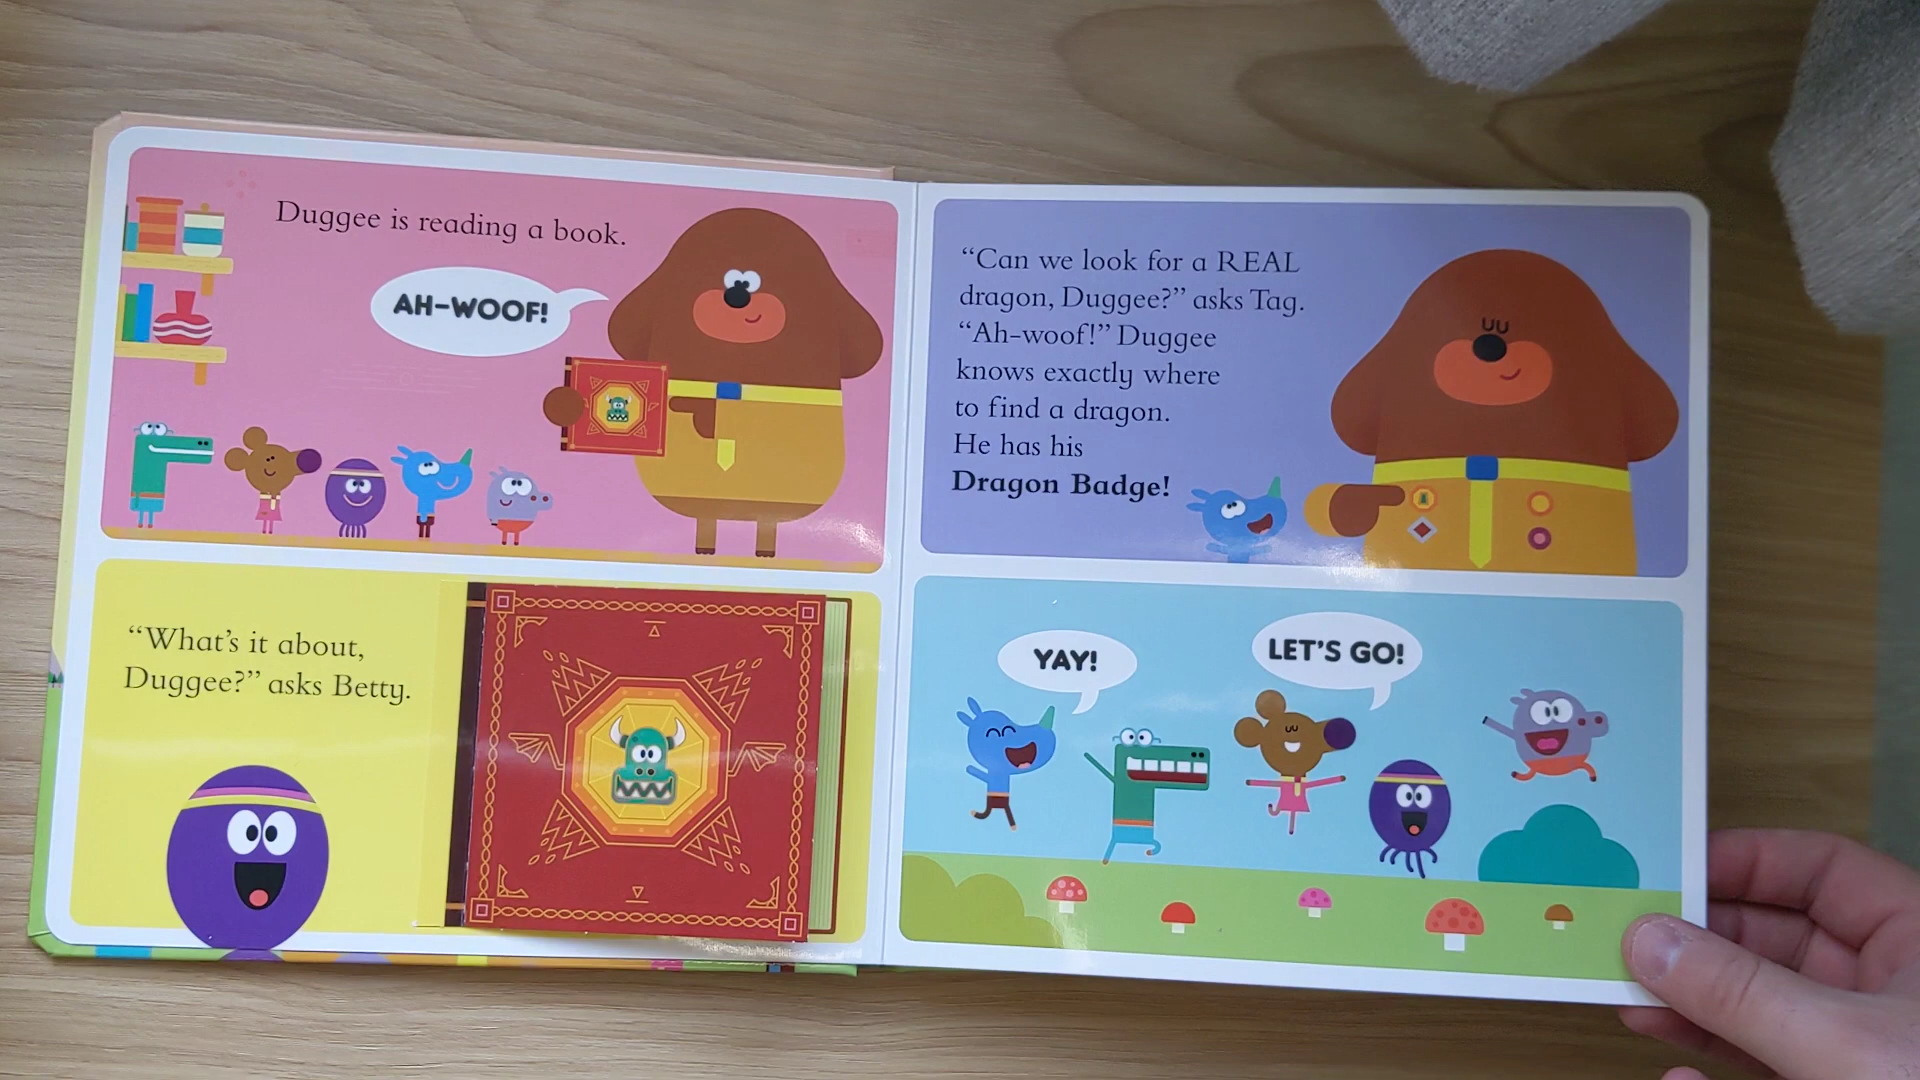 Duggee is reading a book.
AH-WOOF!
“What’s it about,
Duggee?” asks Betty.
“Can we look for a REAL
dragon, Duggee?” asks Tag.
“Ah-woof!” Duggee
knows exactly where
to find a dragon.
He has his
Dragon Badge!
YAY!
LET’S GO!